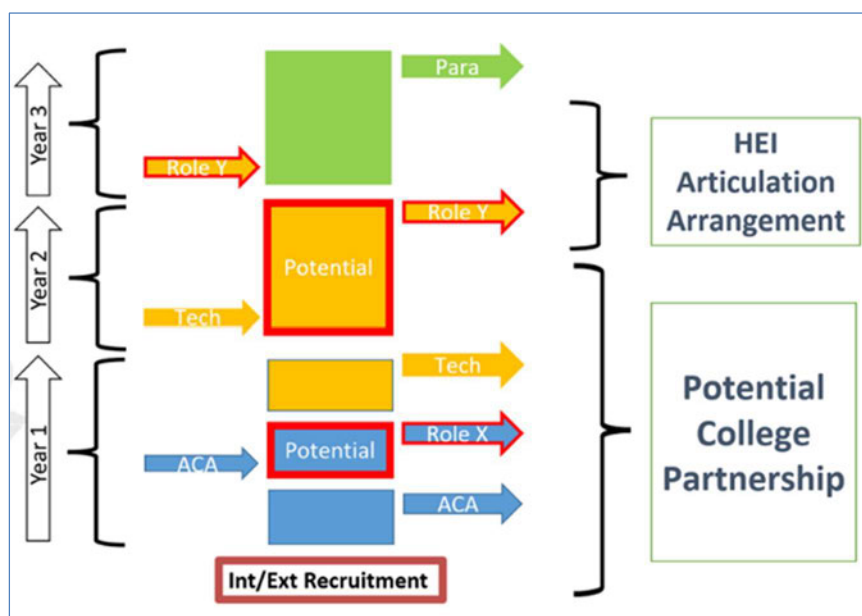 Para
Year 3
Role Y
HEI
Articulation
Arrangement
Role Y
Year 2
Potential
Tech
Tech
Year 1
Potential
Role X
ACA
ACA
Potential
College
Partnership
Int/Ext Recruitment